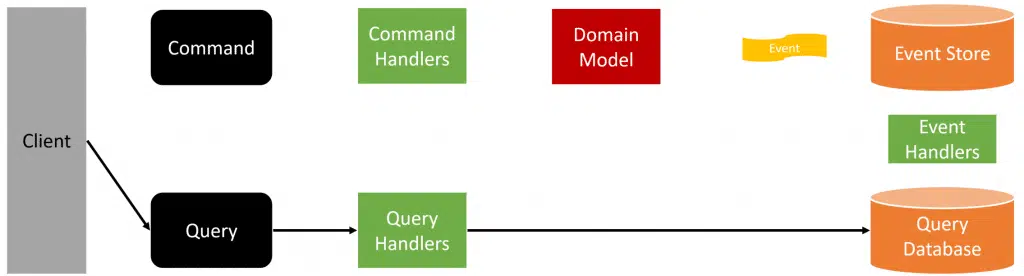 Command
Command
Handlers
Domain
Model
Event
Event Store
Client
Event
Handlers
Query
Query
Handlers
Query
Database